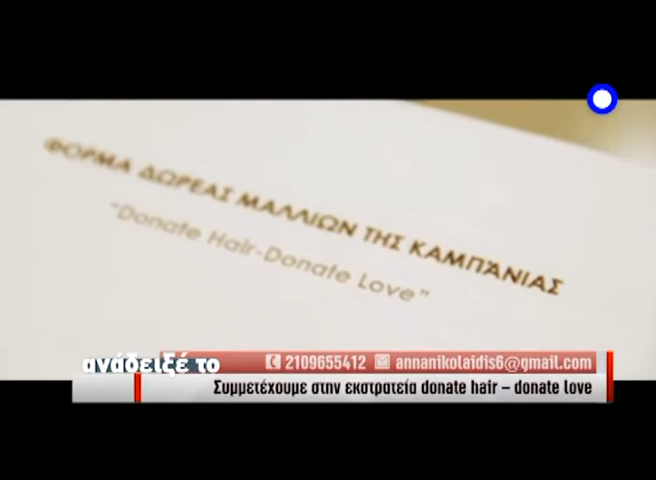 ΦΟΡΜΑ ΔΩΡΕΑΣ ΜΑΛΛΙΩΝ ΤΗΣ ΚΑΜΠΆΝΙΑΣ
"Donate Hair-Donate Love"
ανάδειξέ το
2109655412 annanikolaidis6@gmail.com
Συμμετέχουμε στην εκστρατεία donate hair – donate love